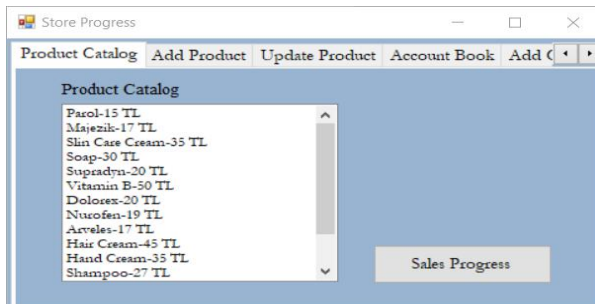 Store Progress
Product Catalog Add Product Update Product Account Book Add
Product Catalog
Parol-15 TL
Majezik-17 TL
Slin Care Cream-35 TL
Soap-30 TL
Supradyn-20 TL
Vitamin B-50 TL
Dolorex-20 TL
Nurofen-19 TL
Arveles-17 TL
Hair Cream-45 TL
Hand Cream-35 TL
Shampoo-27 TL
Sales Progress